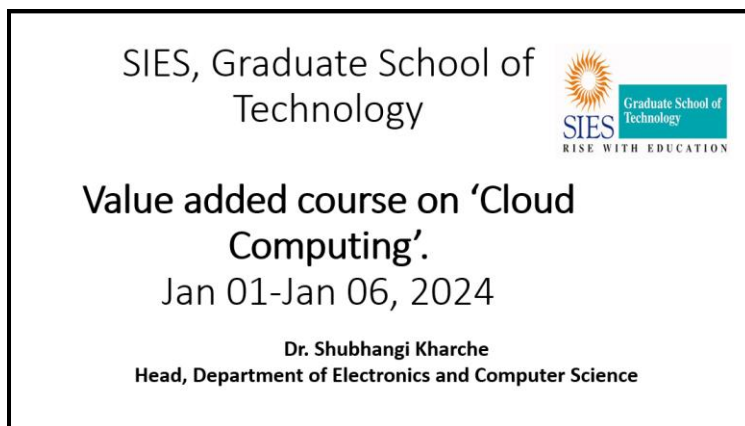 SIES, Graduate School of
Technology
Graduate School of
Technology
SIES
RISE WITH EDUCATION
Value added course on ‘Cloud
Computing’.
Jan 01-Jan 06, 2024
Dr. Shubhangi Kharche
Head, Department of Electronics and Computer Science